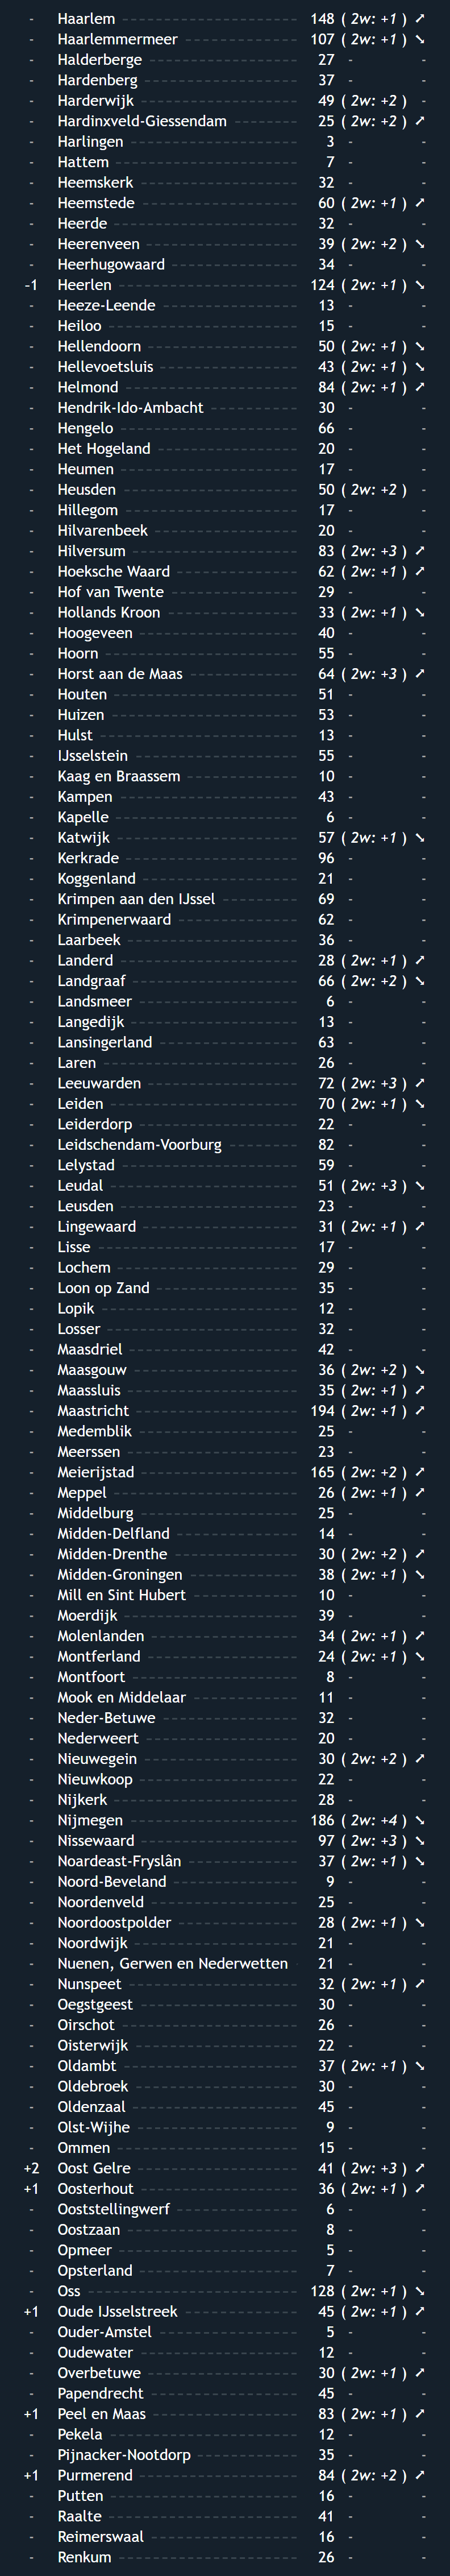 - Haarlem 148 ( 2w: +1 ) ↗
- Haarlemmermeer 107 ( 2w: +1 ) ↘
- Halderberge 27 - -
- Hardenberg 37 - -
- Harderwijk 49 ( 2w: +2 ) -
- Hardinxveld-Giessendam 25 ( 2w: +2 ) ↗
- Harlingen 3 - -
- Hattem 7 - -
- Heemskerk 32 - -
- Heemstede 60 ( 2w: +1 ) ↗
- Heerde 32 - -
- Heerenveen 39 ( 2w: +2 ) ↘
- Heerhugowaard 34 - -
-1 Heerlen 124 ( 2w: +1 ) ↘
- Heeze-Leende 13 - -
- Heiloo 15 - -
- Hellendoorn 50 ( 2w: +1 ) ↘
- Hellevoetsluis 43 ( 2w: +1 ) ↘
- Helmond 84 ( 2w: +1 ) ↗
- Hendrik-Ido-Ambacht 30 - -
- Hengelo 66 - -
- Het Hogeland 20 - -
- Heumen 17 - -
- Heusden 50 ( 2w: +2 ) -
- Hillegom 17 - -
- Hilvarenbeek 20 - -
- Hilversum 83 ( 2w: +3 ) ↗
- Hoeksche Waard 62 ( 2w: +1 ) ↗
- Hof van Twente 29 - -
- Hollands Kroon 33 ( 2w: +1 ) ↘
- Hoogeveen 40 - -
- Hoorn 55 - -
- Horst aan de Maas 64 ( 2w: +3 ) ↗
- Houten 51 - -
- Huizen 53 - -
- Hulst 13 - -
- IJsselstein 55 - -
- Kaag en Braassem 10 - -
- Kampen 43 - -
- Kapelle 6 - -
- Katwijk 57 ( 2w: +1 ) ↘
- Kerkrade 96 - -
- Koggenland 21 - -
- Krimpen aan den IJssel 69 - -
- Krimpenerwaard 62 - -
- Laarbeek 36 - -
- Landerd 28 ( 2w: +1 ) ↗
- Landgraaf 66 ( 2w: +2 ) ↘
- Landsmeer 6 - -
- Langedijk 13 - -
- Lansingerland 63 - -
- Laren 26 - -
- Leeuwarden 72 ( 2w: +3 ) ↗
- Leiden 70 ( 2w: +1 ) ↘
- Leiderdorp 22 - -
- Leidschendam-Voorburg 82 - -
- Lelystad 59 - -
- Leudal 51 ( 2w: +3 ) ↘
- Leusden 23 - -
- Lingewaard 31 ( 2w: +1 ) ↗
- Lisse 17 - -
- Lochem 29 - -
- Loon op Zand 35 - -
- Lopik 12 - -
- Losser 32 - -
- Maasdriel 42 - -
- Maasgouw 36 ( 2w: +2 ) ↘
- Maassluis 35 ( 2w: +1 ) ↗
- Maastricht 194 ( 2w: +1 ) ↗
- Medemblik 25 - -
- Meerssen 23 - -
- Meierijstad 165 ( 2w: +2 ) ↗
- Meppel 26 ( 2w: +1 ) ↗
- Middelburg 25 - -
- Midden-Delfland 14 - -
- Midden-Drenthe 30 ( 2w: +2 ) ↗
- Midden-Groningen 38 ( 2w: +1 ) ↘
- Mill en Sint Hubert 10 - -
- Moerdijk 39 - -
- Molenlanden 34 ( 2w: +1 ) ↗
- Montferland 24 ( 2w: +1 ) ↘
- Montfoort 8 - -
- Mook en Middelaar 11 - -
- Neder-Betuwe 32 - -
- Nederweert 20 - -
- Nieuwegein 30 ( 2w: +2 ) ↗
- Nieuwkoop 22 - -
- Nijkerk 28 - -
- Nijmegen 186 ( 2w: +4 ) ↘
- Nissewaard 97 ( 2w: +3 ) ↘
- Noardeast-Fryslân 37 ( 2w: +1 ) ↘
- Noord-Beveland 9 - -
- Noordenveld 25 - -
- Noordoostpolder 28 ( 2w: +1 ) ↘
- Noordwijk 21 - -
- Nuenen, Gerwen en Nederwetten 21 - -
- Nunspeet 32 ( 2w: +1 ) ↗
- Oegstgeest 30 - -
- Oirschot 26 - -
- Oisterwijk 22 - -
- Oldambt 37 ( 2w: +1 ) ↘
- Oldebroek 30 - -
- Oldenzaal 45 - -
- Olst-Wijhe 9 - -
- Ommen 15 - -
+2 Oost Gelre 41 ( 2w: +3 ) ↗
+1 Oosterhout 36 ( 2w: +1 ) ↗
- Ooststellingwerf 6 - -
- Oostzaan 8 - -
- Opmeer 5 - -
- Opsterland 7 - -
- Oss 128 ( 2w: +1 ) ↘
+1 Oude IJsselstreek 45 ( 2w: +1 ) ↗
- Ouder-Amstel 5 - -
- Oudewater 12 - -
- Overbetuwe 30 ( 2w: +1 ) ↗
- Papendrecht 45 - -
+1 Peel en Maas 83 ( 2w: +1 ) ↗
- Pekela 12 - -
- Pijnacker-Nootdorp 35 - -
+1 Purmerend 84 ( 2w: +2 ) ↗
- Putten 16 - -
- Raalte 41 - -
- Reimerswaal 16 - -
- Renkum 26 - -